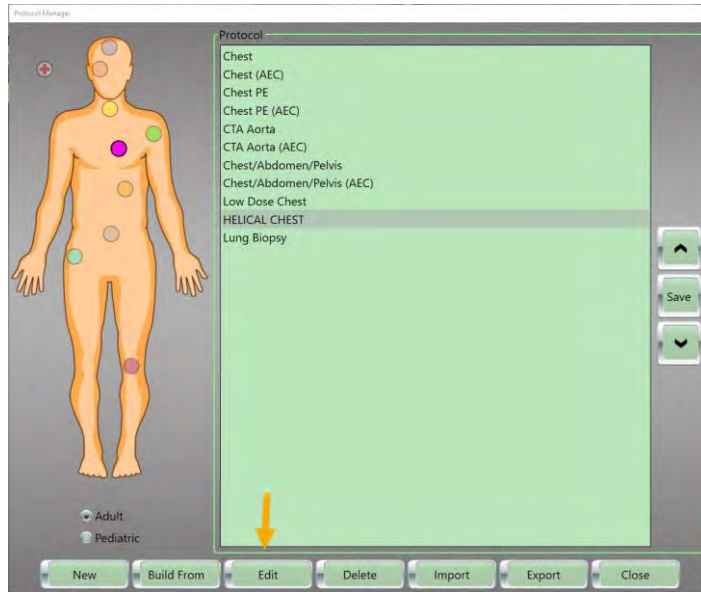 Protocol Manager
Protocol
Chest
Chest (AEC)
Chest PE
Chest PE (AEC)
CTA Aorta
CTA Aorta (AEC)
Chest/Abdomen/Pelvis
Chest/Abdomen/Pelvis (AEC)
Low Dose Chest
HELICAL CHEST
Lung Biopsy
Save
Adult
Pediatric
New Build From Edit Delete Import Export Close